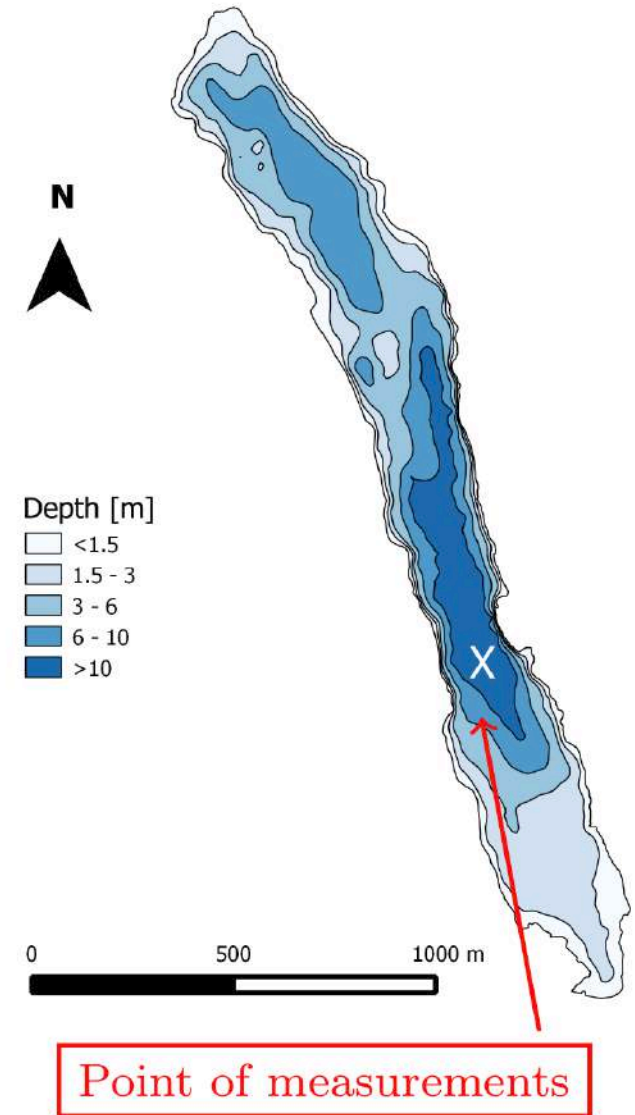 N
Depth [m]
<1.5
1.5 - 3
3 - 6
6 - 10
>10
X
0 500 1000 m
Point of measurements